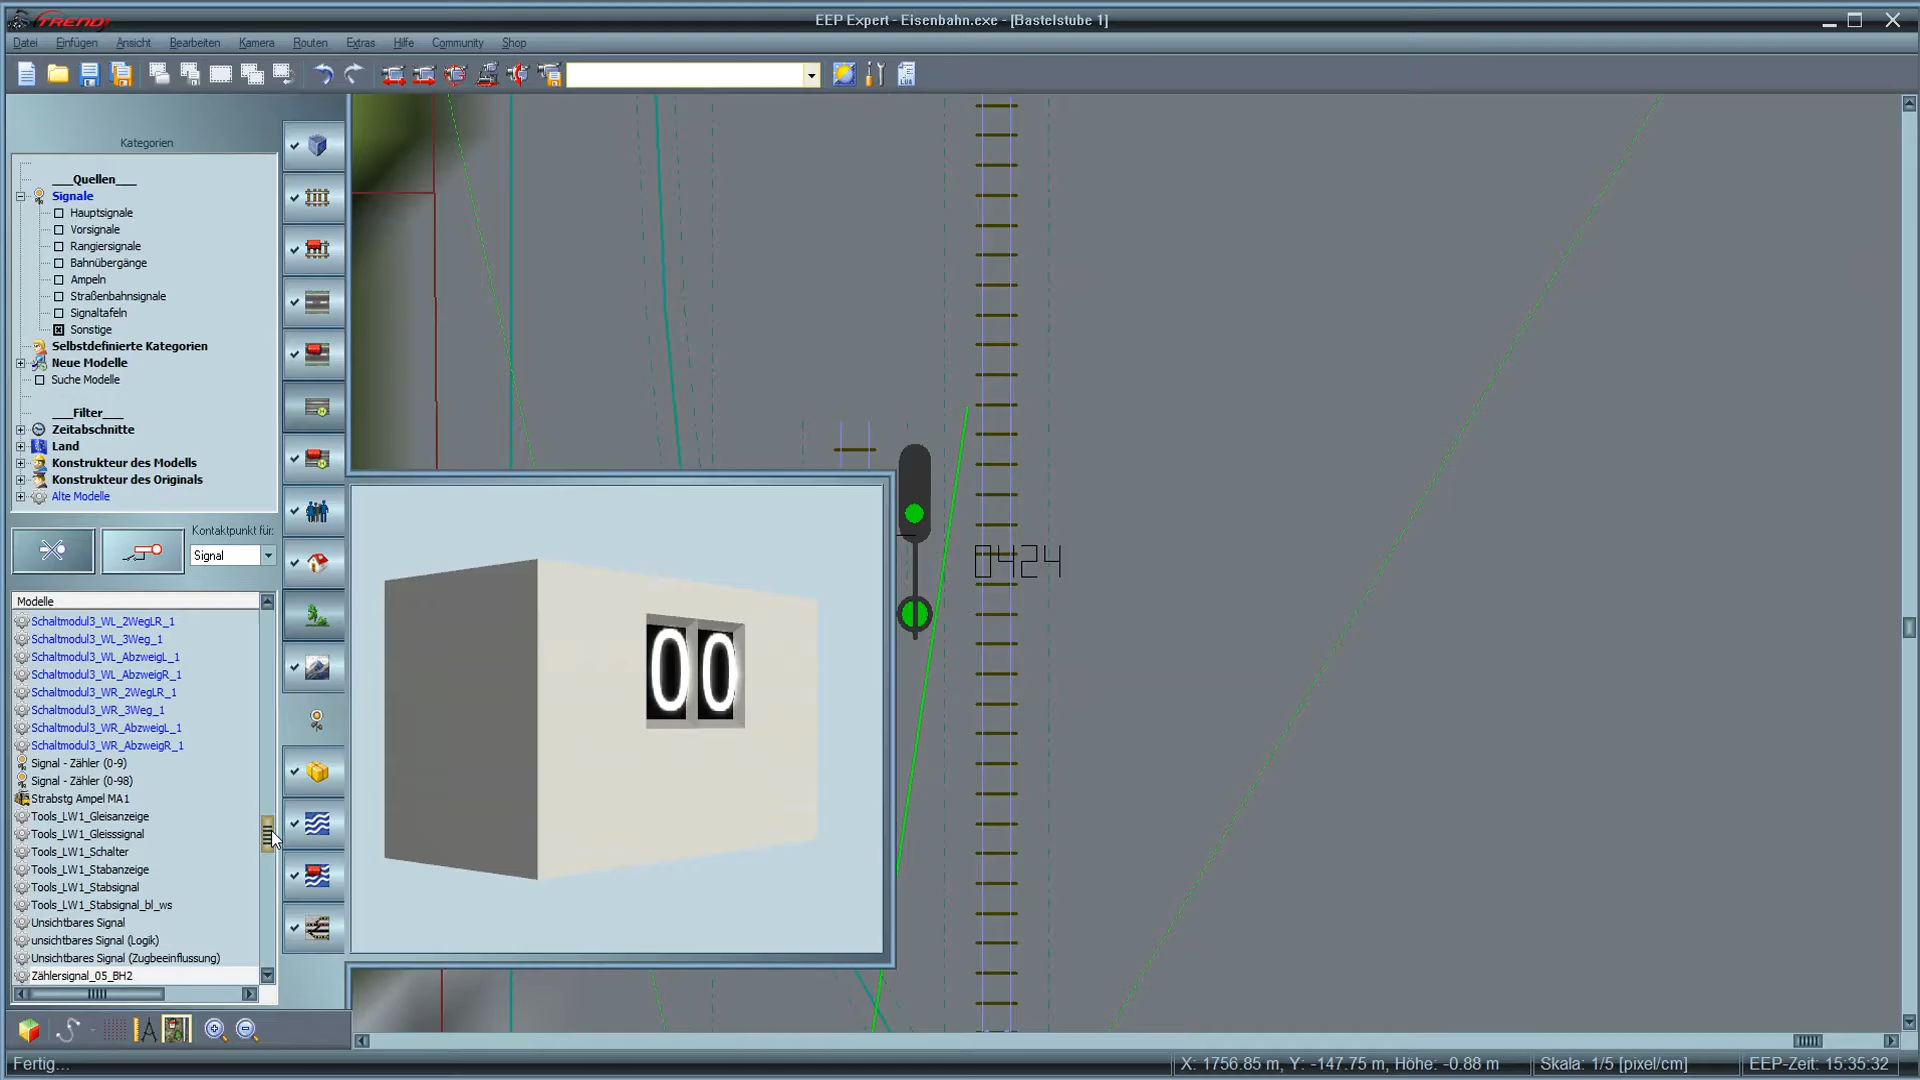 TREND
EEP Expert - Eisenbahn.exe - [Bastelstube 1]
Datei Einfügen Ansicht Bearbeiten Kamera Routen Extras Hilfe Community Shop
LUA
Kategorien
___Quellen___
Signale
Hauptsignale
Vorsignale
Rangiersignale
Bahnübergänge
Ampeln
Straßenbahnsignale
Signaltafeln
Sonstige
Selbstdefinierte Kategorien
Neue Modelle
Suche Modelle
___Filter___
Zeitabschnitte
Land
Konstrukteur des Modells
Konstrukteur des Originals
Alte Modelle
Kontaktpunkt für:
Signal
Modelle
Schaltmodul3_WL_2WegLR_1
Schaltmodul3_WL_3Weg_1
Schaltmodul3_WL_AbzweigL_1
Schaltmodul3_WL_AbzweigR_1
Schaltmodul3_WR_2WegLR_1
Schaltmodul3_WR_3Weg_1
Schaltmodul3_WR_AbzweigL_1
Schaltmodul3_WR_AbzweigR_1
Signal - Zähler (0-9)
Signal - Zähler (0-98)
Strabstg Ampel MA1
Tools_LW1_Gleisanzeige
Tools_LW1_Gleissignal
Tools_LW1_Schalter
Tools_LW1_Stabanzeige
Tools_LW1_Stabsignal
Tools_LW1_Stabsignal_bl_ws
Unsichtbares Signal
unsichtbares Signal (Logik)
Unsichtbares Signal (Zugbeeinflussung)
Zählersignal_05_BH2
00
0424
Fertig...
X: 1756.85 m, Y: -147.75 m, Höhe: -0.88 m
Skala: 1/5 [pixel/cm]
EEP-Zeit: 15:35:32